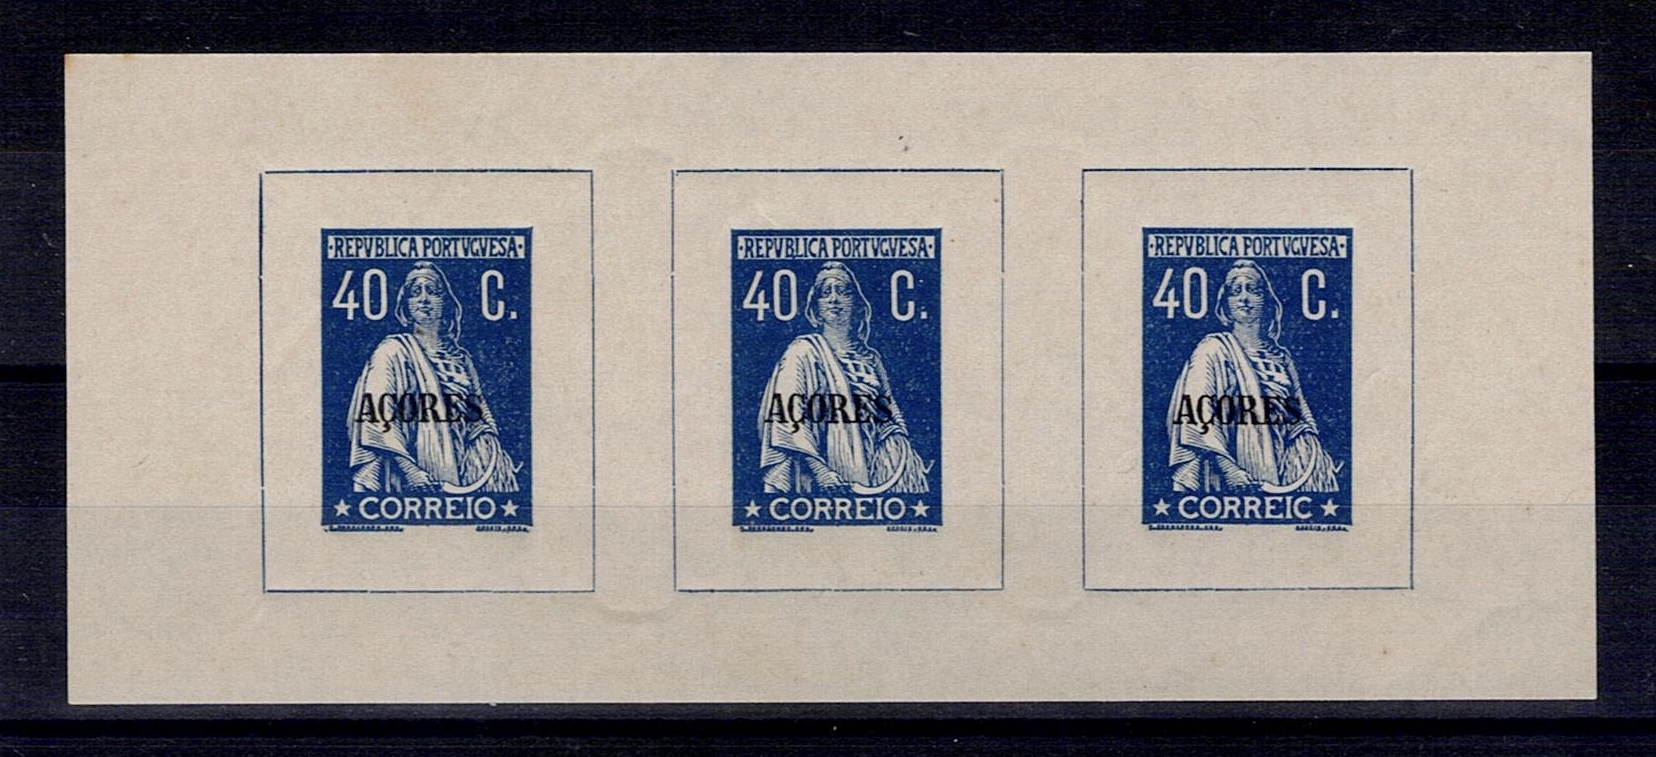 ·REPVBLICA PORTVGVESA·
40 C.
AÇORES
★ CORREIO ★
·REPVBLICA PORTVGVESA·
40 C.
AÇORES
★ CORREIO ★
·REPVBLICA PORTVGVESA·
40 C.
AÇORES
★ CORREIC ★